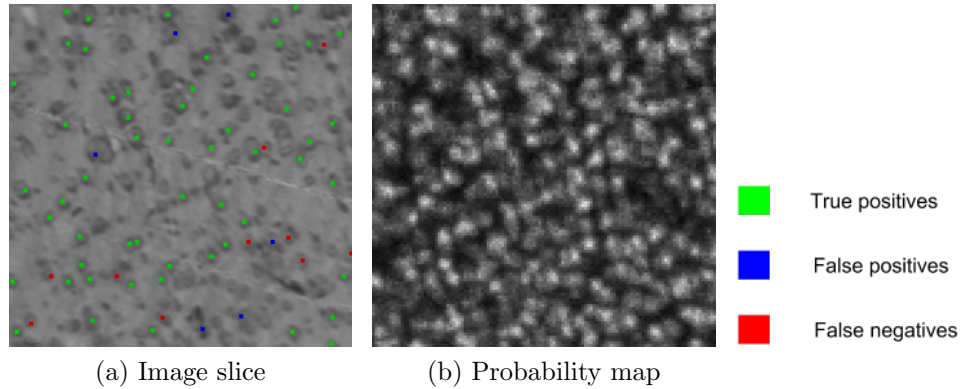 True positives
False positives
False negatives
(a) Image slice
(b) Probability map